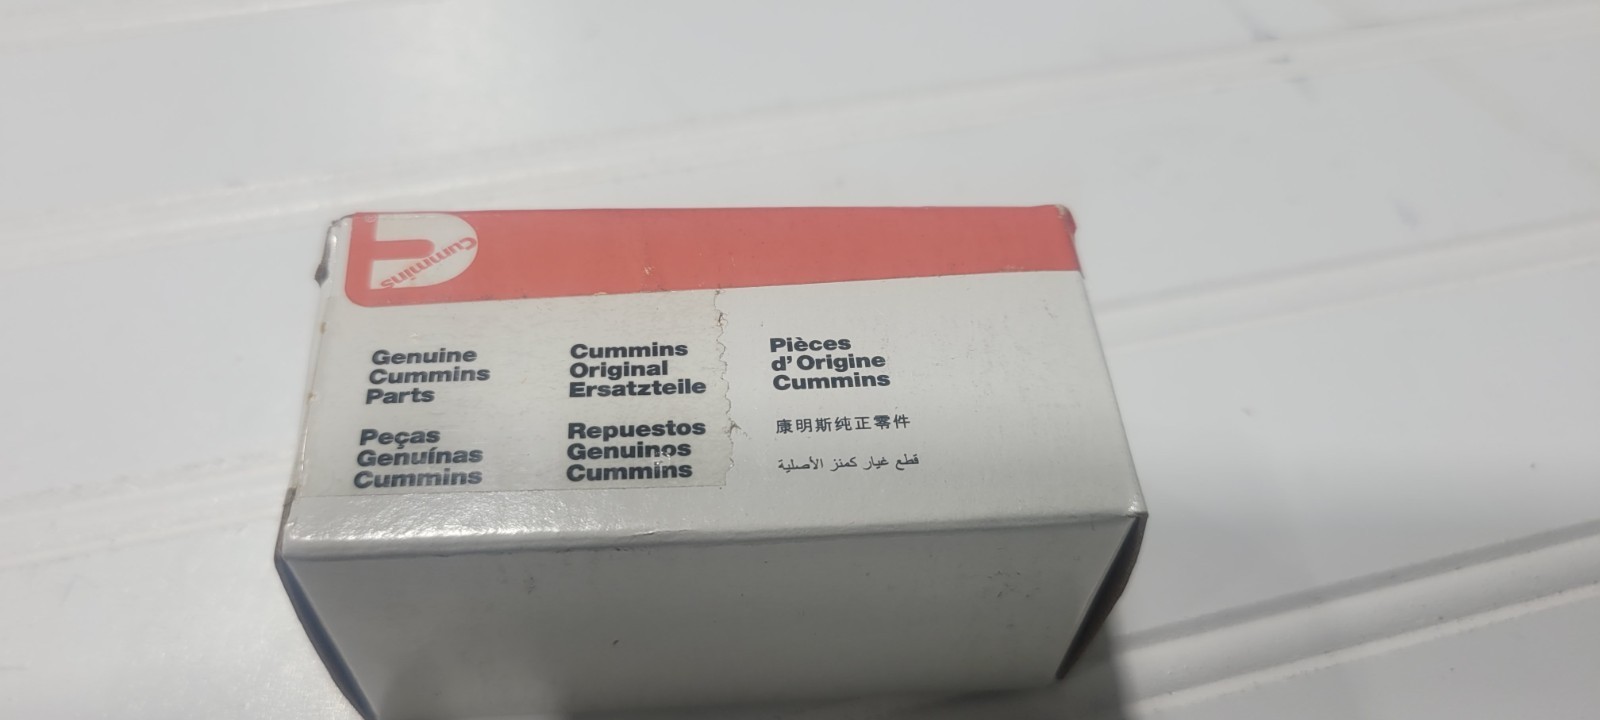 Cummins
Genuine
Cummins
Parts
Cummins
Original
Ersatzteile
Pièces
d'Origine
Cummins
Peças
Genuínas
Cummins
Repuestos
Genuinos
Cummins
康明斯纯正零件
قطع غيار كمنز الأصلية